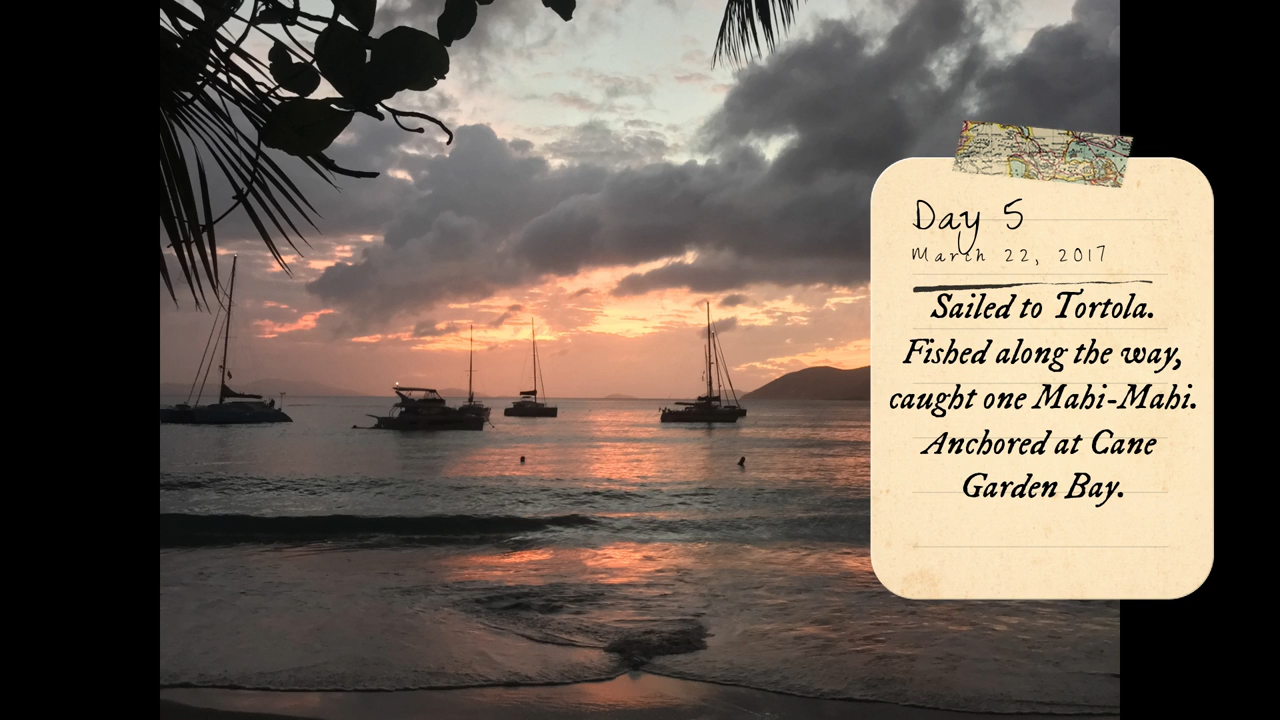 Day 5
March 22, 2017
Sailed to Tortola.
Fished along the way,
caught one Mahi-Mahi.
Anchored at Cane
Garden Bay.